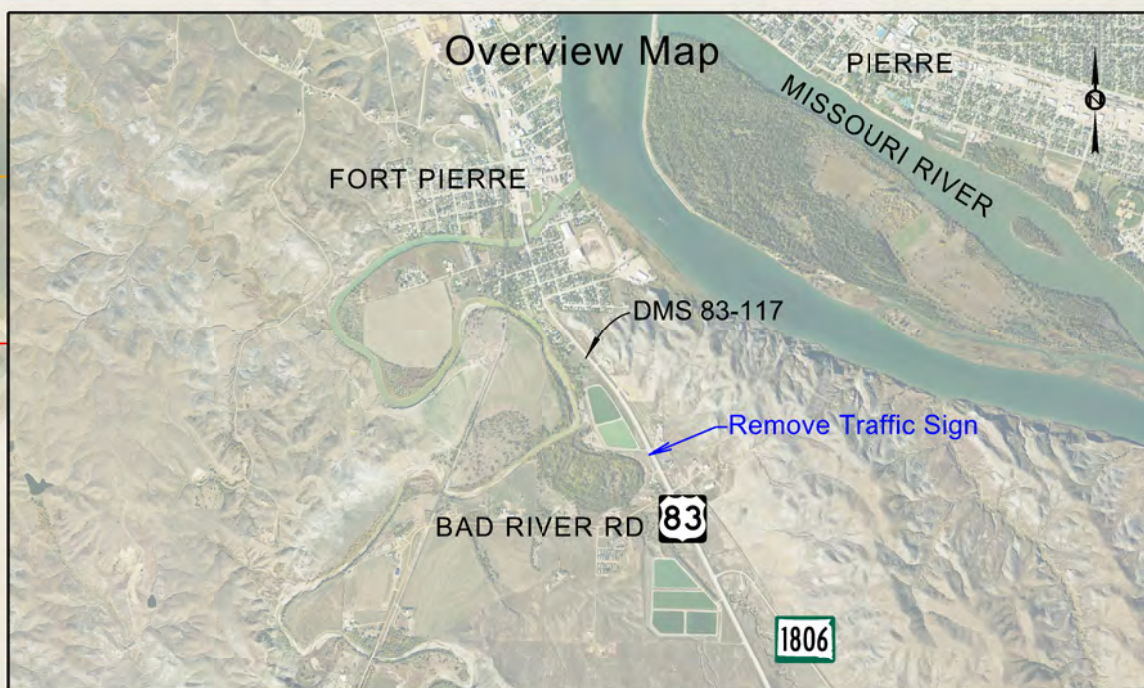 Overview Map
PIERRE
N
MISSOURI RIVER
FORT PIERRE
DMS 83-117
Remove Traffic Sign
BAD RIVER RD
83
1806